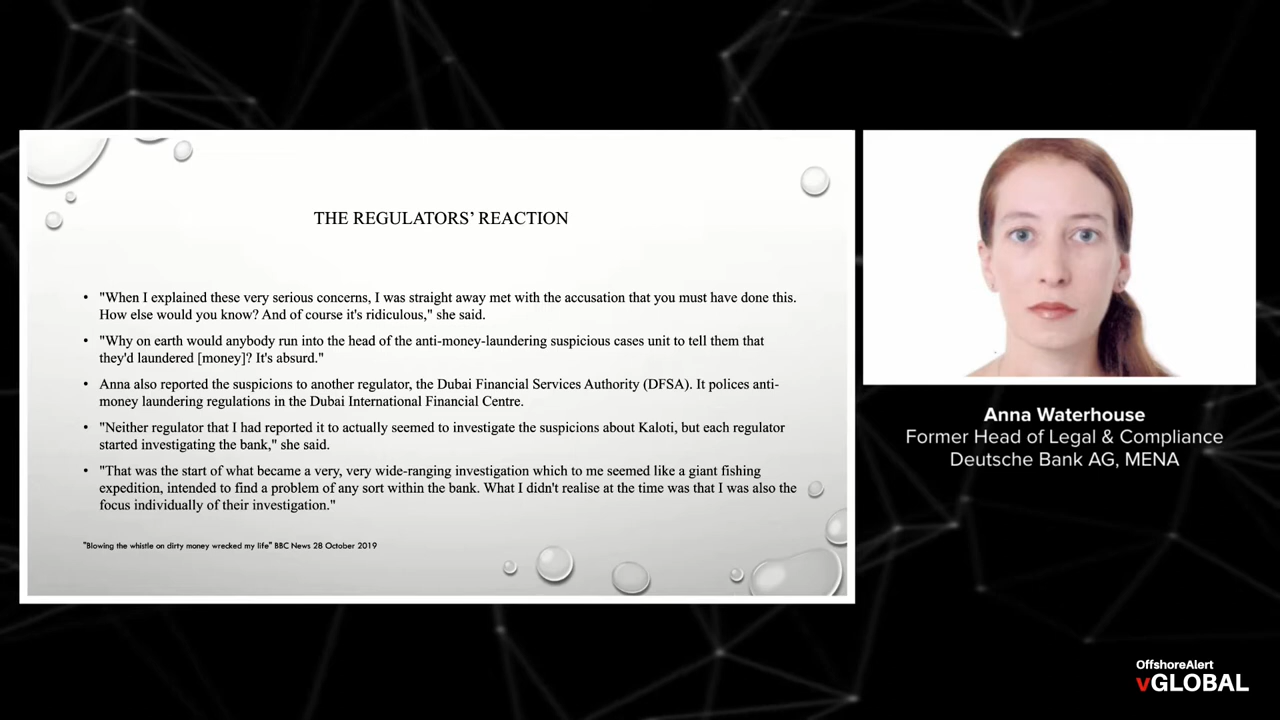 THE REGULATORS’ REACTION
• "When I explained these very serious concerns, I was straight away met with the accusation that you must have done this.
How else would you know? And of course it's ridiculous," she said.
• "Why on earth would anybody run into the head of the anti-money-laundering suspicious cases unit to tell them that
they'd laundered [money]? It's absurd."
• Anna also reported the suspicions to another regulator, the Dubai Financial Services Authority (DFSA). It polices anti-
money laundering regulations in the Dubai International Financial Centre.
• "Neither regulator that I had reported it to actually seemed to investigate the suspicions about Kaloti, but each regulator
started investigating the bank," she said.
• "That was the start of what became a very, very wide-ranging investigation which to me seemed like a giant fishing
expedition, intended to find a problem of any sort within the bank. What I didn't realise at the time was that I was also the
focus individually of their investigation."
"Blowing the whistle on dirty money wrecked my life" BBC News 28 October 2019
Anna Waterhouse
Former Head of Legal & Compliance
Deutsche Bank AG, MENA
OffshoreAlert
vGLOBAL